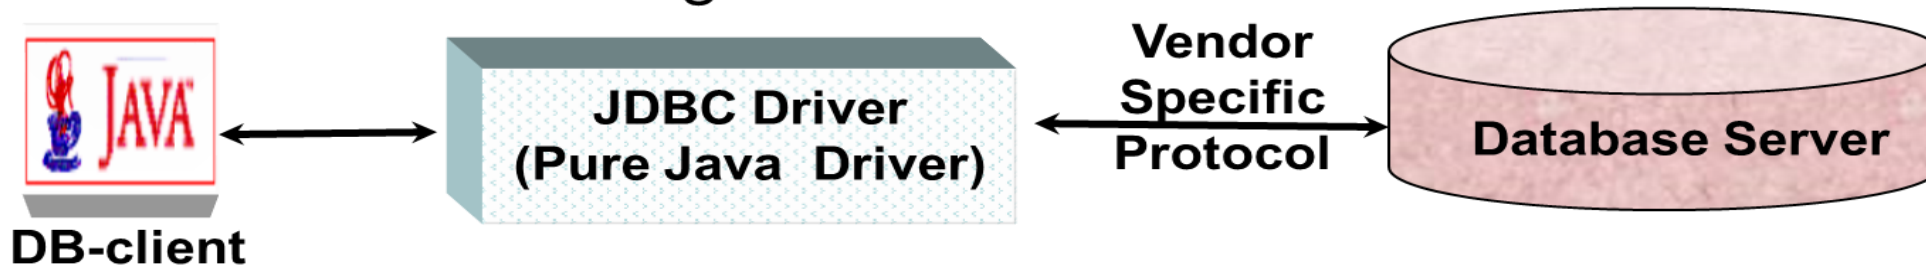 JAVA
DB-client
JDBC Driver
(Pure Java Driver)
Vendor
Specific
Protocol
Database Server